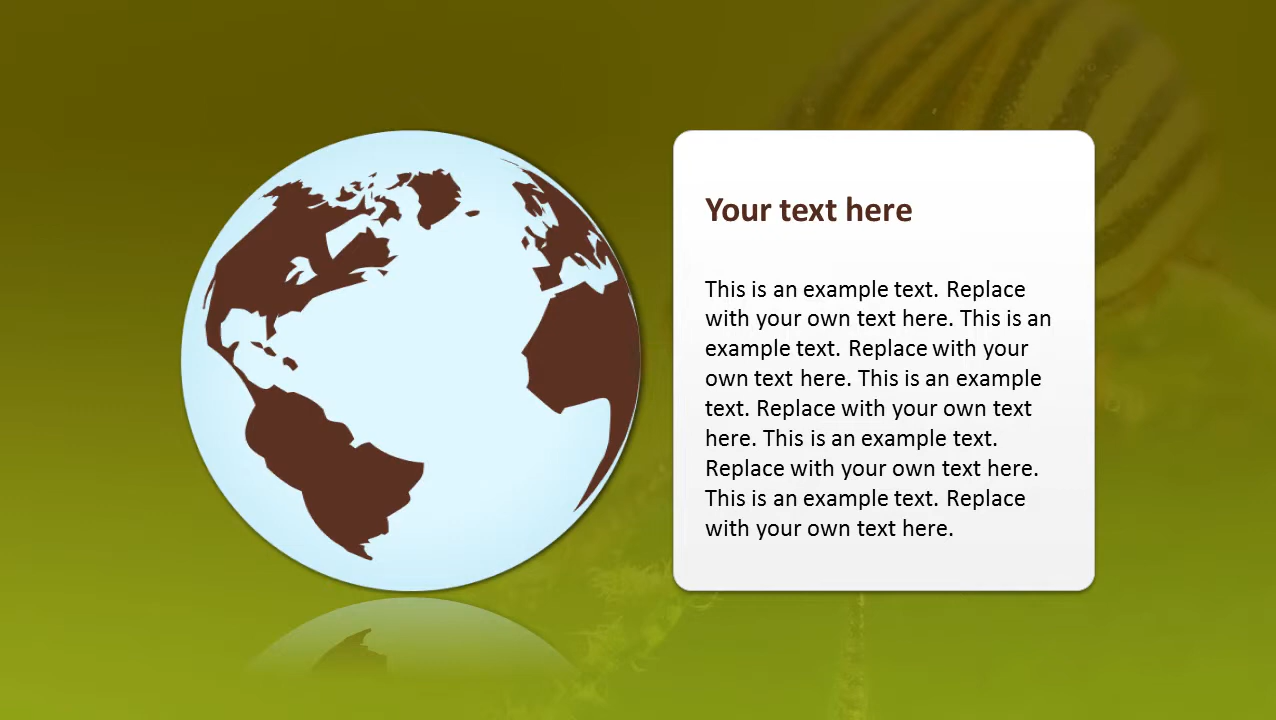 Your text here
This is an example text. Replace
with your own text here. This is an
example text. Replace with your
own text here. This is an example
text. Replace with your own text
here. This is an example text.
Replace with your own text here.
This is an example text. Replace
with your own text here.